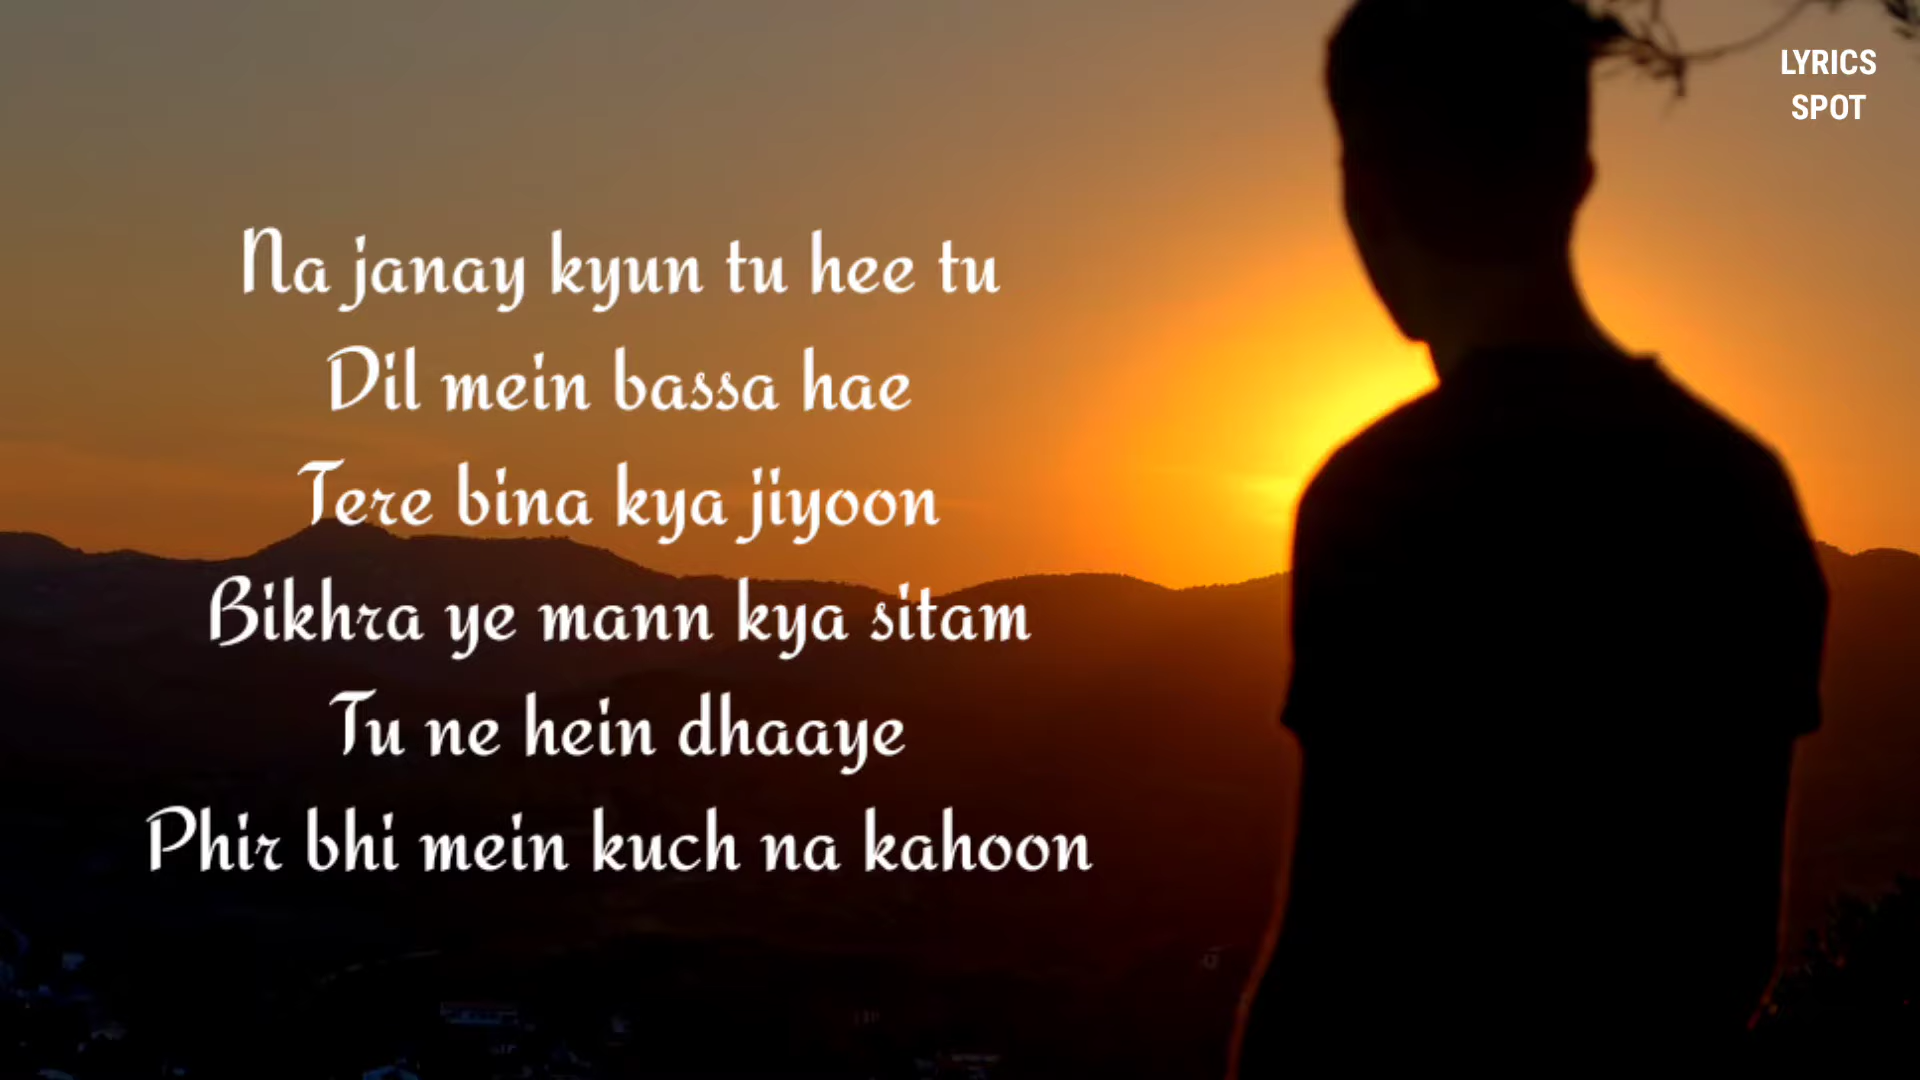 LYRICS
SPOT
Na janay kyun tu hee tu
Dil mein bassa hae
Tere bina kya jiyoon
Bikhra ye mann kya sitam
Tu ne hein dhaaye
Phir bhi mein kuch na kahoon